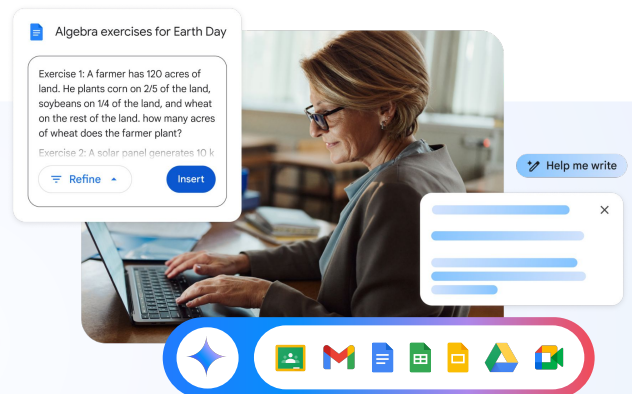 Algebra exercises for Earth Day
Exercise 1: A farmer has 120 acres of
land. He plants corn on 2/5 of the land,
soybeans on 1/4 of the land, and wheat
on the rest of the land. how many acres
of wheat does the farmer plant?
Exercise 2: A solar panel generates 10 k
Refine
Insert
Help me write